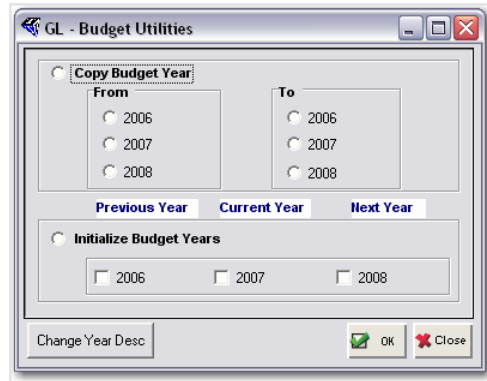 GL - Budget Utilities
Copy Budget Year
From To
2006 2006
2007 2007
2008 2008
Previous Year Current Year Next Year
Initialize Budget Years
2006 2007 2008
Change Year Desc OK Close